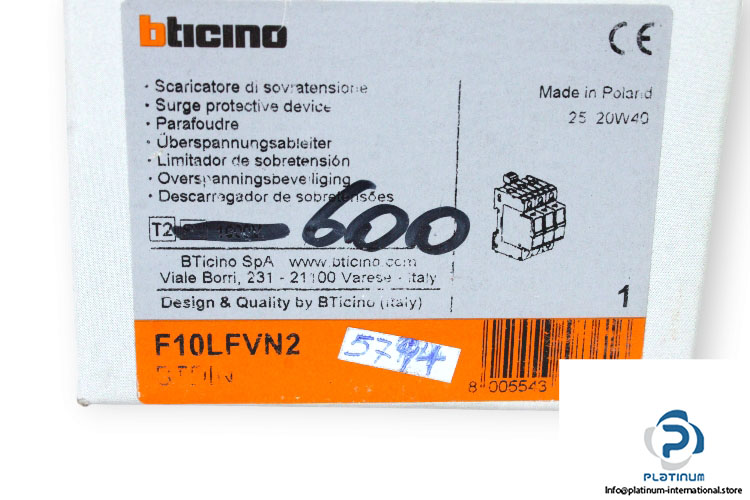 bticino
CE
· Scaricatore di sovratensione
· Surge protective device
· Parafoudre
· Überspannungsableiter
· Limitador de sobretensión
· Overspanningsbeveiliging
· Descarregador de sobretensões
Made in Poland
25 20W40
T2
600
BTicino SpA www.bticino.com
Viale Borri, 231 - 21100 Varese - Italy
Design & Quality by BTicino (Italy)
1
F10LFVN2
BTDIN
8 005543
PLATINUM
Info@platinum-international.store